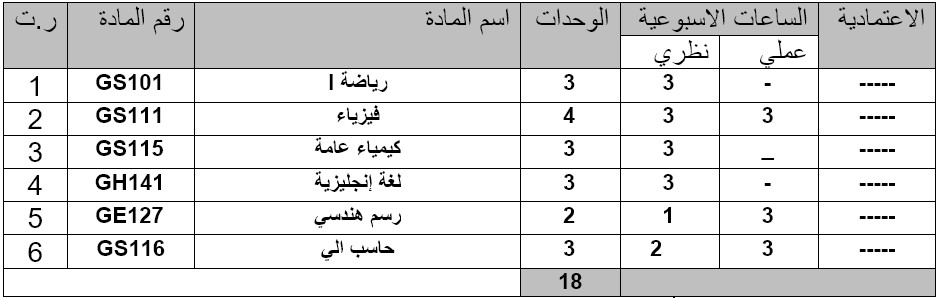 ر.ت رقم المادة اسم المادة الوحدات الساعات الاسبوعية الاعتمادية
نظري عملي
1 GS101 رياضة I 3 3 - -----
2 GS111 فيزياء 4 3 3 -----
3 GS115 كيمياء عامة 3 3 _ -----
4 GH141 لغة إنجليزية 3 3 - -----
5 GE127 رسم هندسي 2 1 3 -----
6 GS116 حاسب الي 3 2 3 -----
18